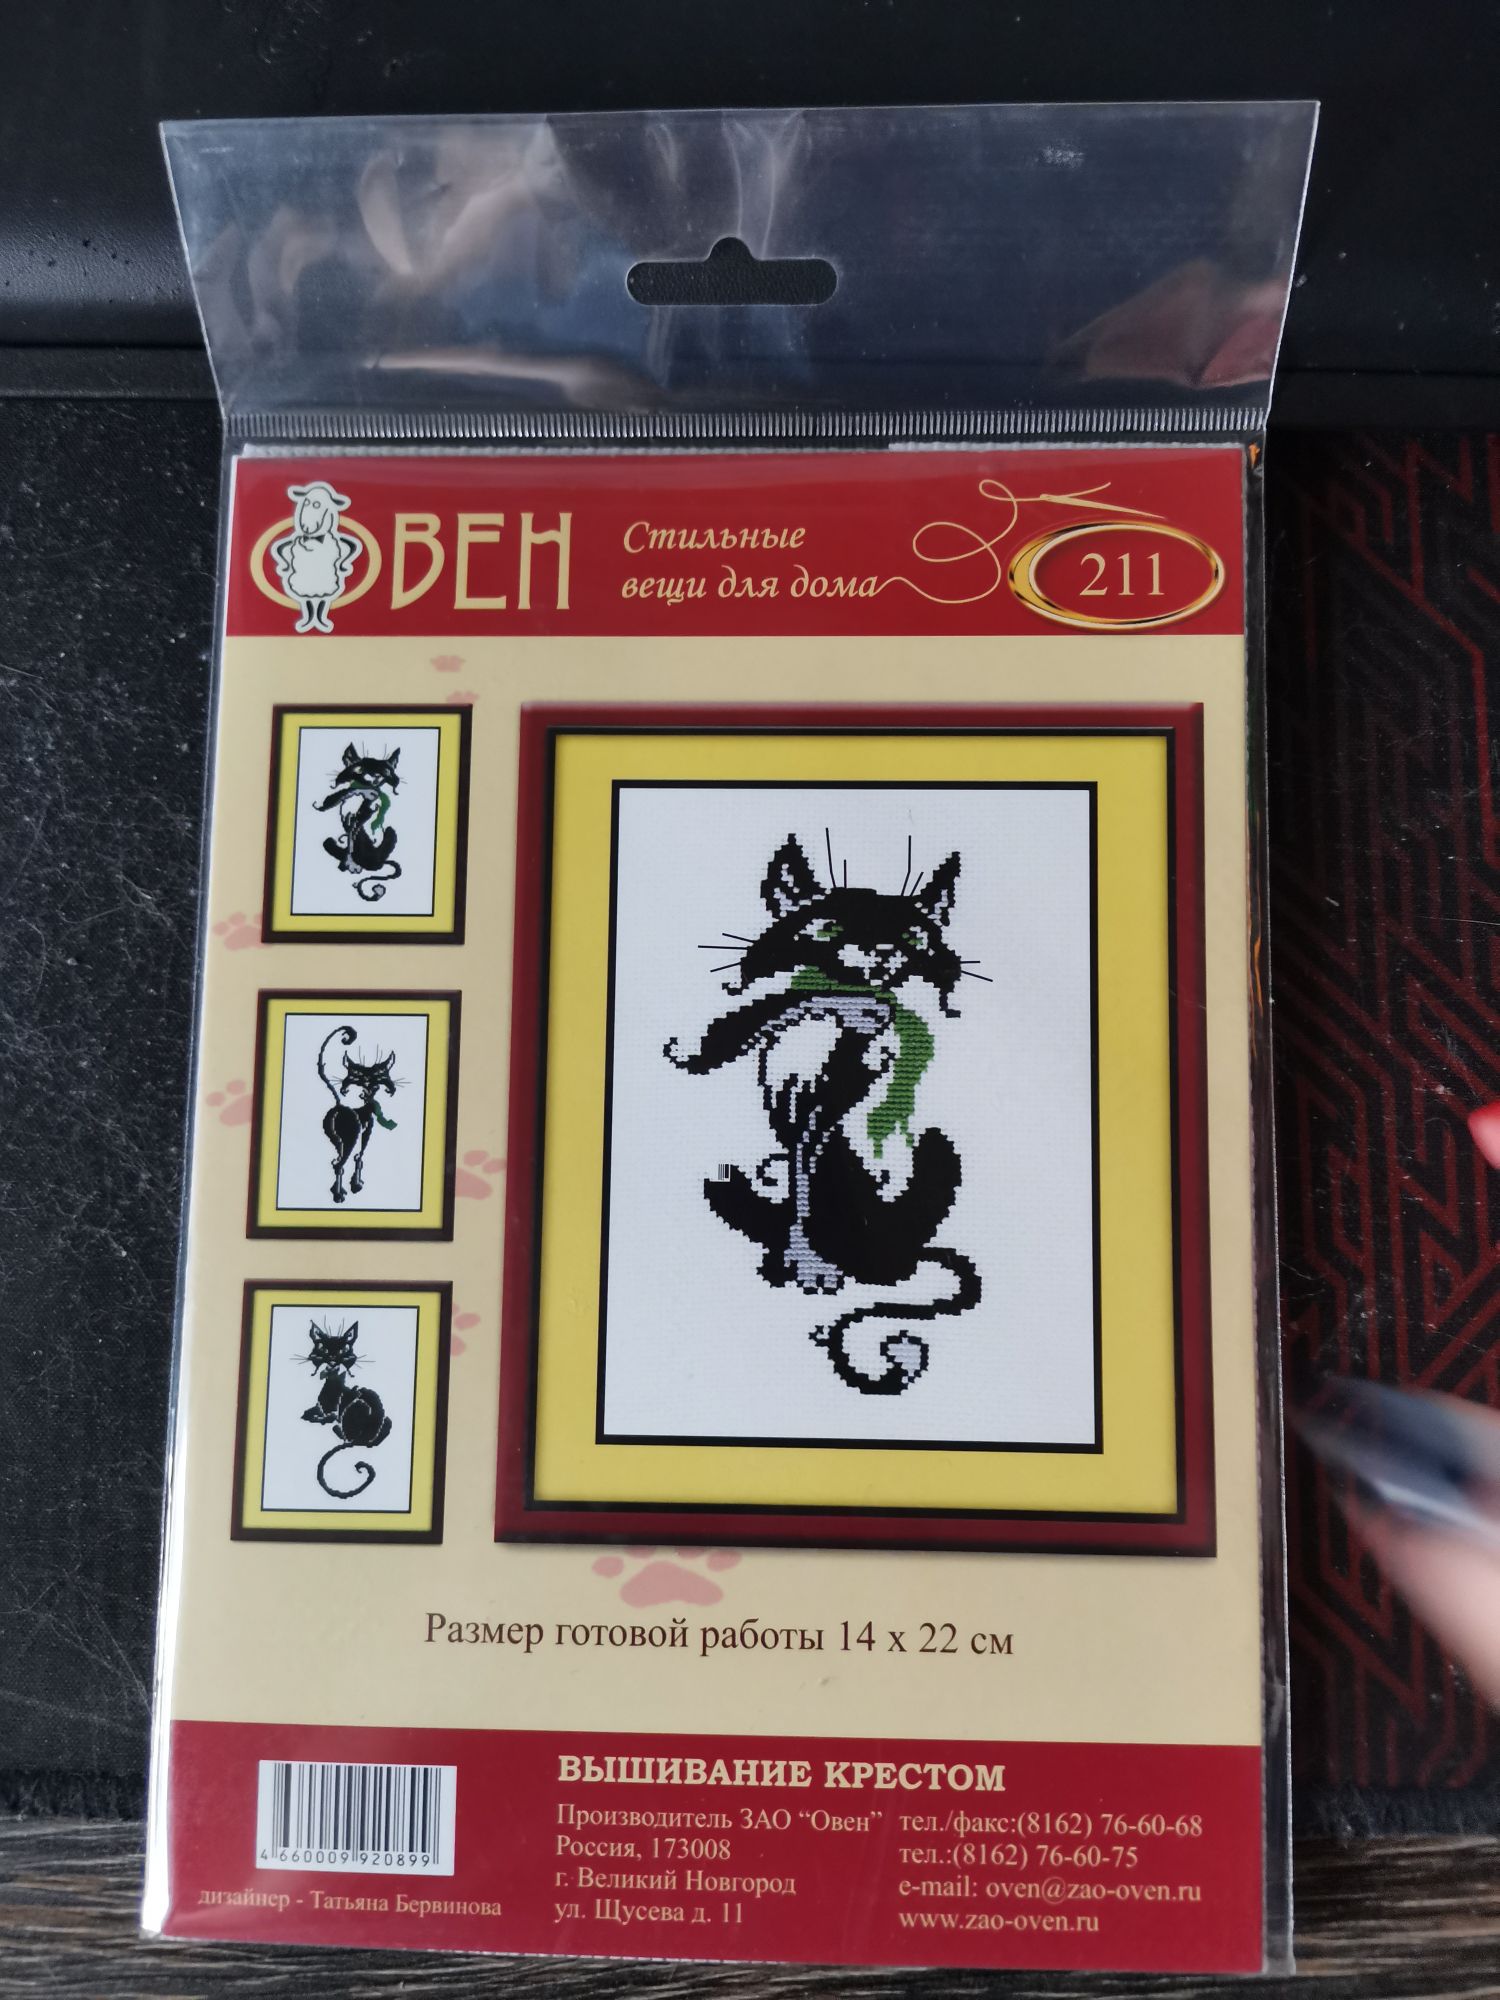 ОВЕН
Стильные
вещи для дома
211
Размер готовой работы 14 x 22 см
4 660009 920899
дизайнер - Татьяна Бервинова
ВЫШИВАНИЕ КРЕСТОМ
Производитель ЗАО “Овен”
Россия, 173008
г. Великий Новгород
ул. Щусева д. 11
тел./факс:(8162) 76-60-68
тел.:(8162) 76-60-75
e-mail: oven@zao-oven.ru
www.zao-oven.ru